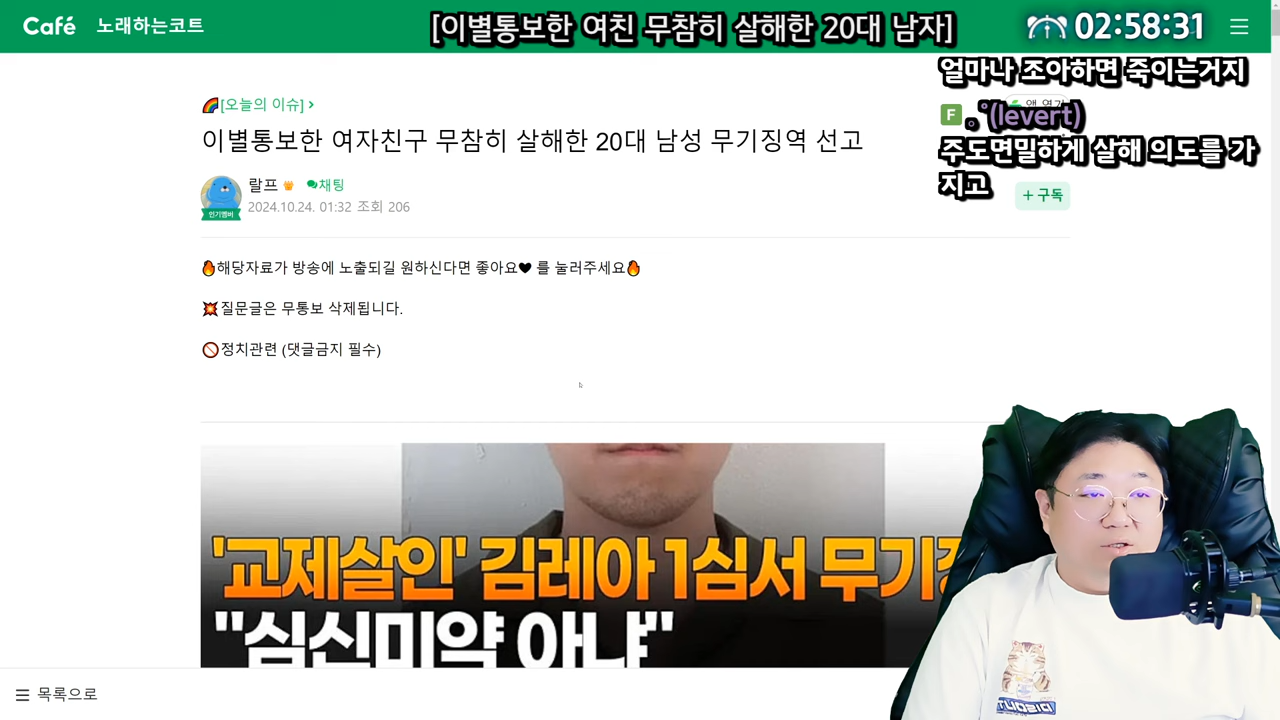 Café 노래하는코트
[이별통보한 여친 무참히 살해한 20대 남자]
02:58:31
얼마나 조아하면 죽이는거지
F 。˚(levert)
주도면밀하게 살해 의도를 가
지고
[오늘의 이슈] >
이별통보한 여자친구 무참히 살해한 20대 남성 무기징역 선고
랄프 채팅
인기멤버
2024.10.24. 01:32 조회 206
+ 구독
🔥해당자료가 방송에 노출되길 원하신다면 좋아요🖤 를 눌러주세요🔥
💥질문글은 무통보 삭제됩니다.
🚫정치관련 (댓글금지 필수)
'교제살인' 김레아 1심서 무기징
"심신미약 아냐"
목록으로